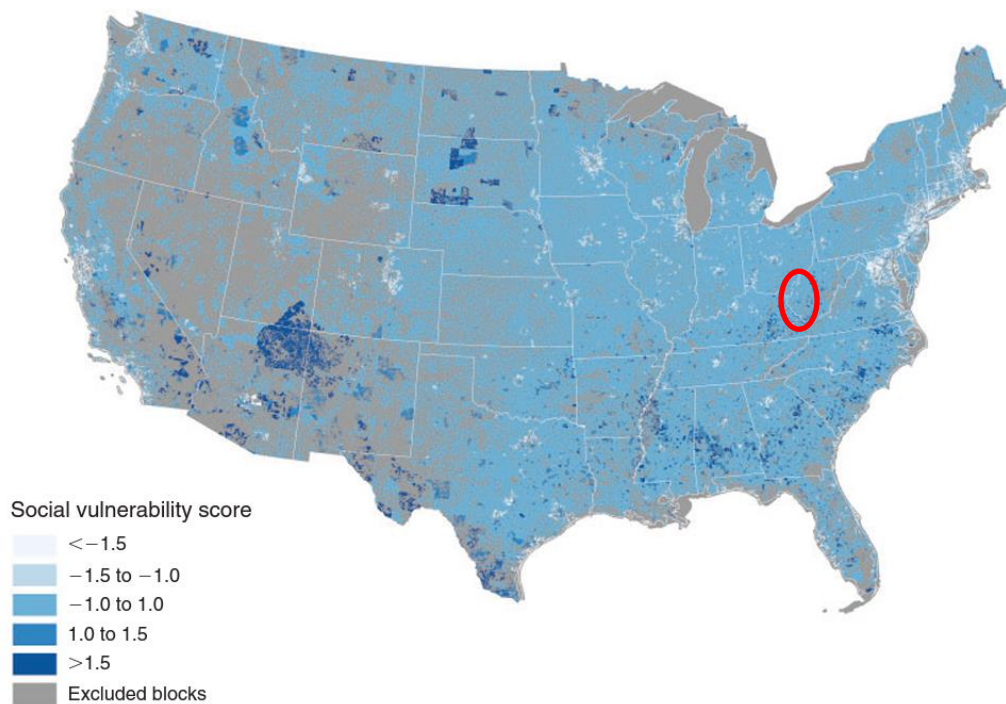 Social vulnerability score
<−1.5
−1.5 to −1.0
−1.0 to 1.0
1.0 to 1.5
>1.5
Excluded blocks